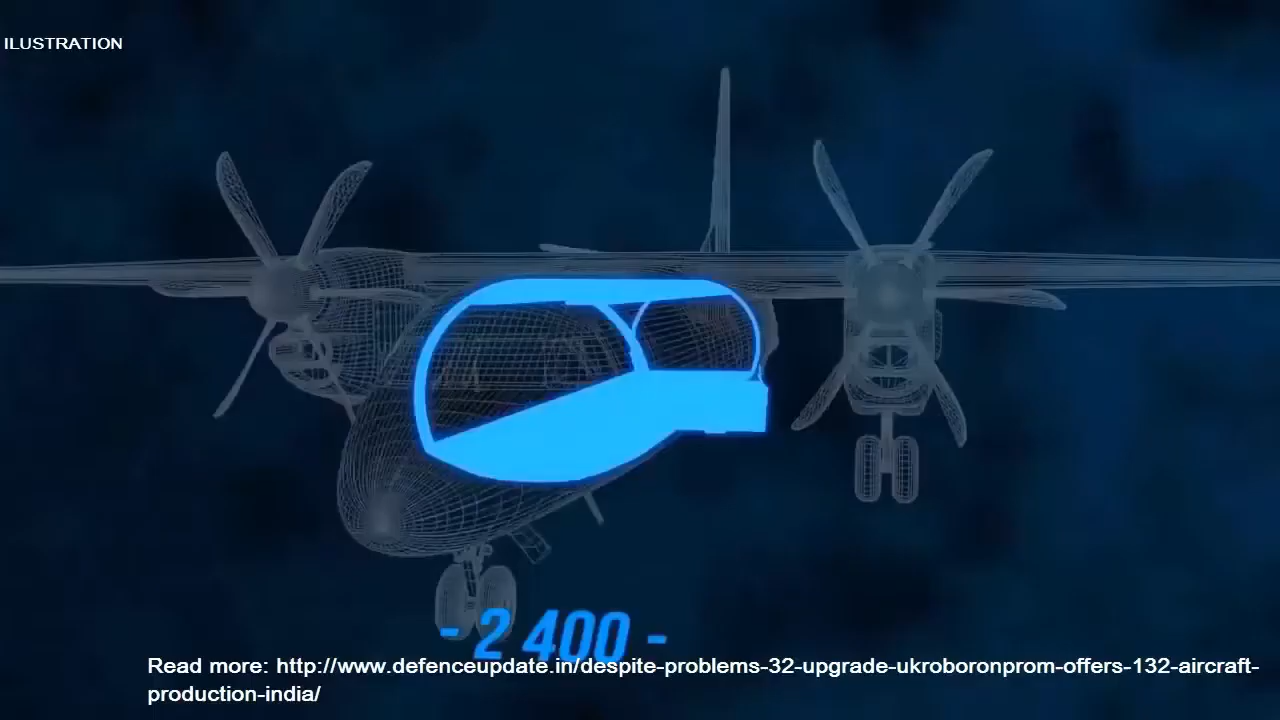 ILUSTRATION
- 2 400 -
Read more: http://www.defenceupdate.in/despite-problems-32-upgrade-ukroboronprom-offers-132-aircraft-
production-india/